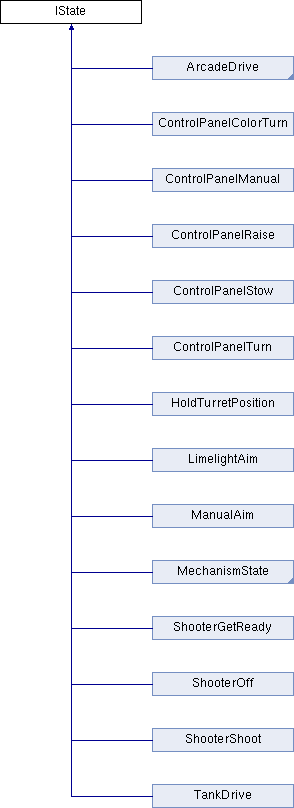 IState
ArcadeDrive
ControlPanelColorTurn
ControlPanelManual
ControlPanelRaise
ControlPanelStow
ControlPanelTurn
HoldTurretPosition
LimelightAim
ManualAim
MechanismState
ShooterGetReady
ShooterOff
ShooterShoot
TankDrive